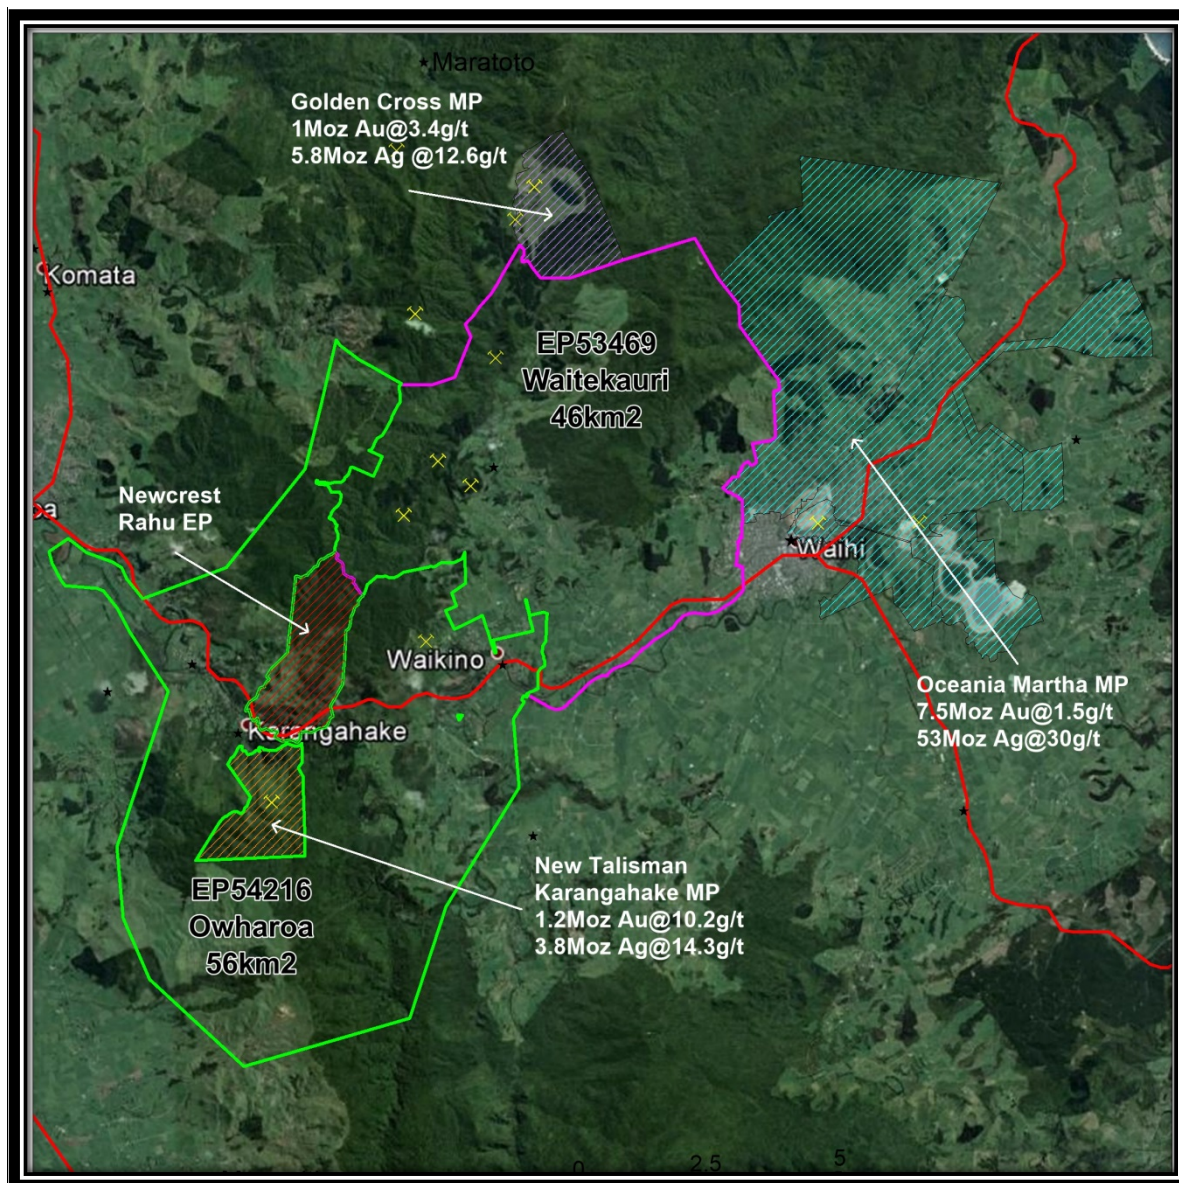 Maratoto
Golden Cross MP
1Moz Au@3.4g/t
5.8Moz Ag @12.6g/t
Komata
EP53469
Waitekauri
46km2
Newcrest
Rahu EP
oa
Waihi
Waikino
Karangahake
Oceania Martha MP
7.5Moz Au@1.5g/t
53Moz Ag@30g/t
New Talisman
Karangahake MP
1.2Moz Au@10.2g/t
3.8Moz Ag@14.3g/t
EP54216
Owharoa
56km2
0 2.5 5